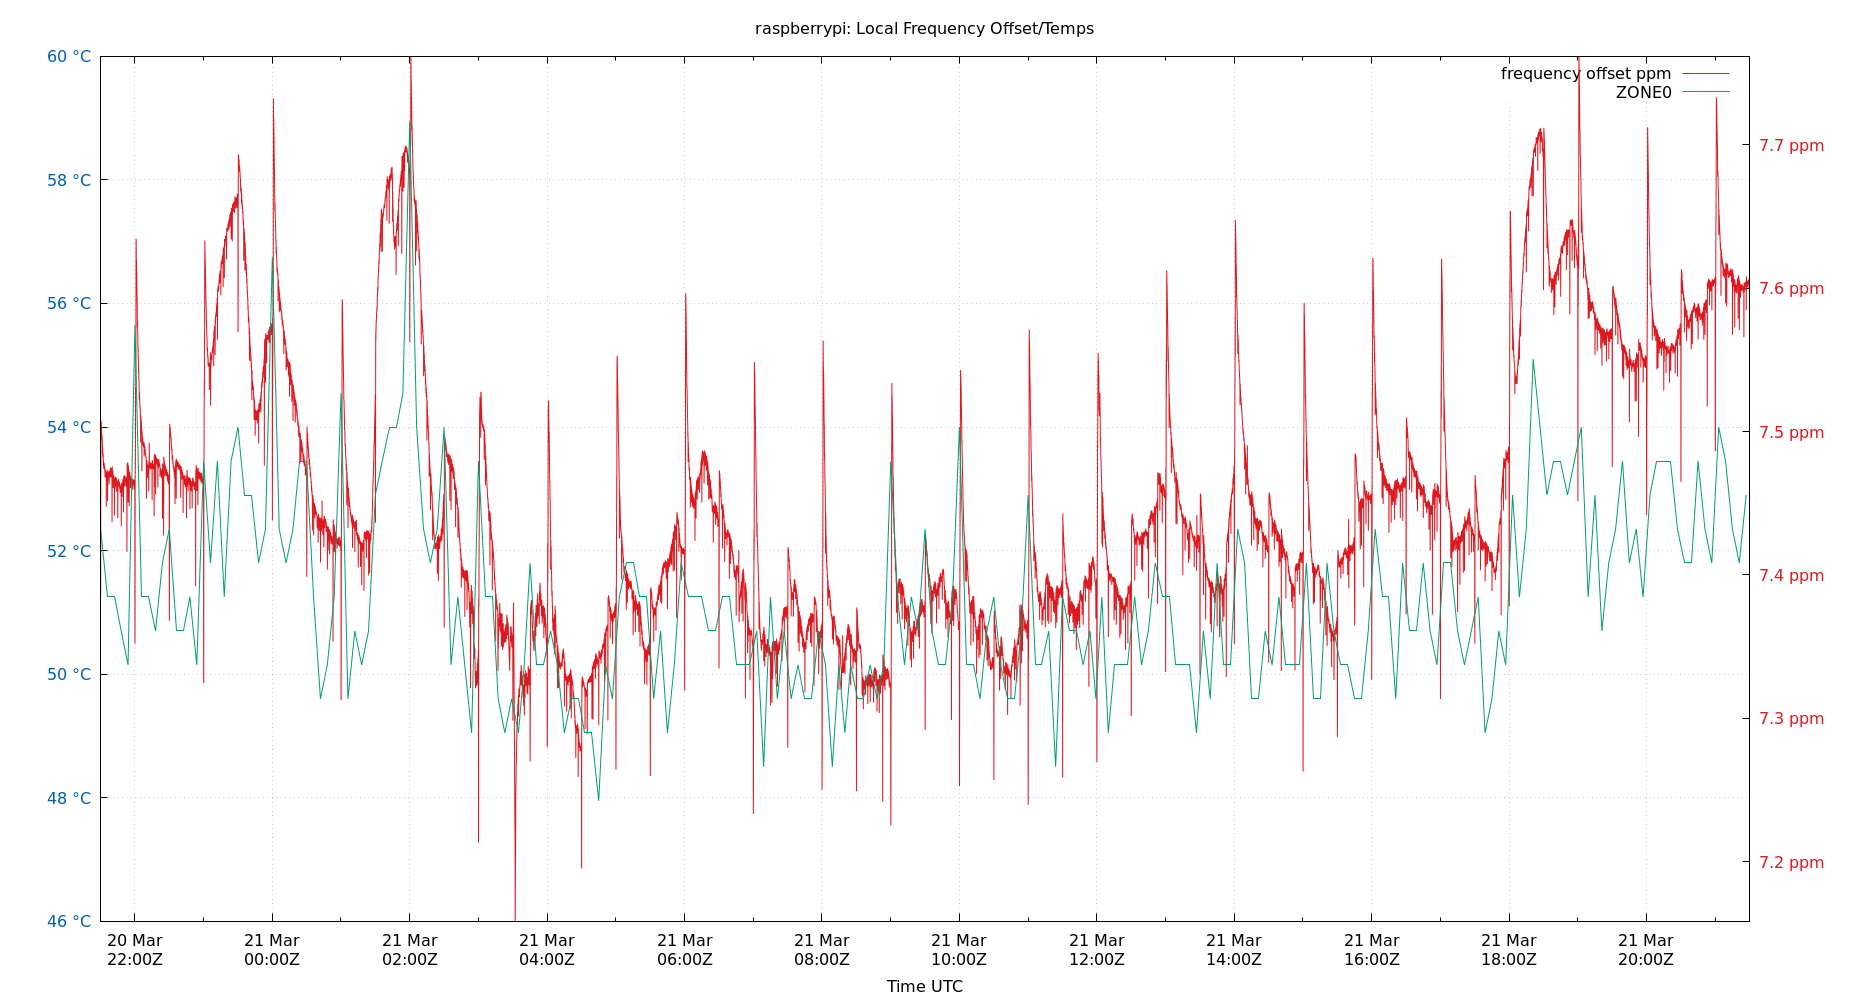 raspberrypi: Local Frequency Offset/Temps
60 °C
58 °C
56 °C
54 °C
52 °C
50 °C
48 °C
46 °C
frequency offset ppm
ZONE0
7.7 ppm
7.6 ppm
7.5 ppm
7.4 ppm
7.3 ppm
7.2 ppm
20 Mar
22:00Z
21 Mar
00:00Z
21 Mar
02:00Z
21 Mar
04:00Z
21 Mar
06:00Z
21 Mar
08:00Z
21 Mar
10:00Z
21 Mar
12:00Z
21 Mar
14:00Z
21 Mar
16:00Z
21 Mar
18:00Z
21 Mar
20:00Z
Time UTC